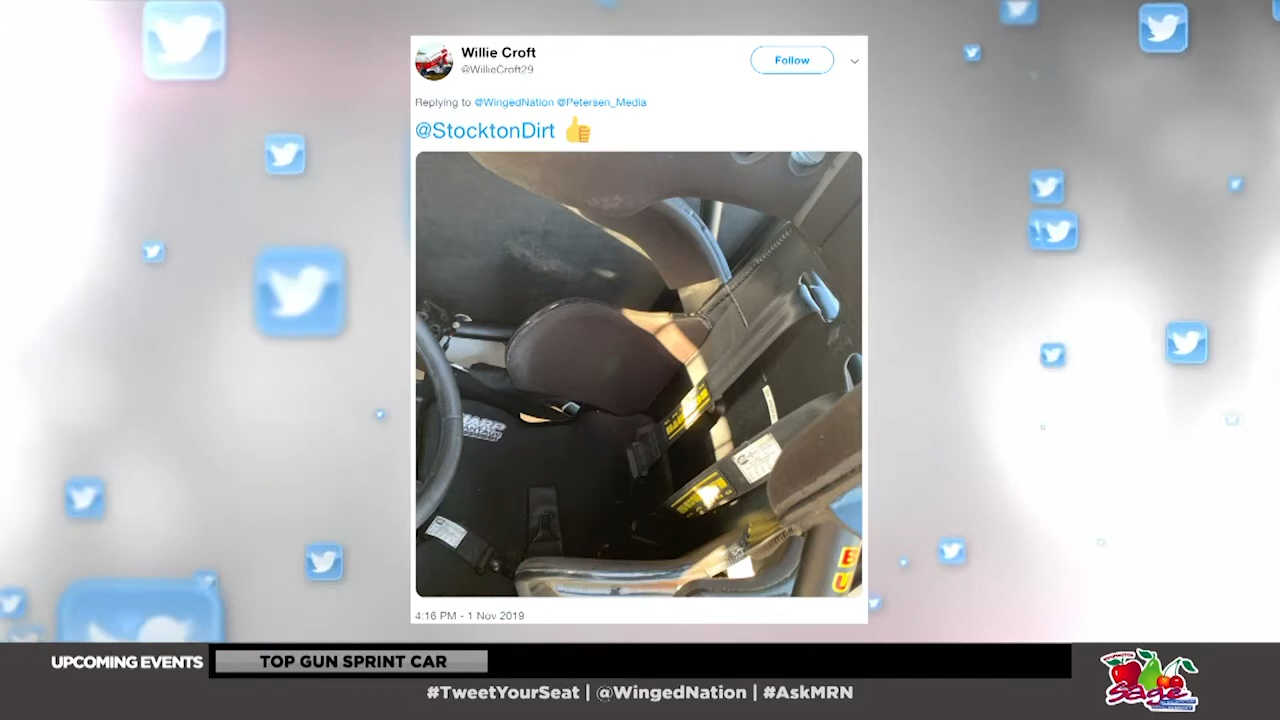 Willie Croft
@WillieCroft29
Follow
Replying to @WingedNation @Petersen_Media
@StocktonDirt 👍
4:16 PM - 1 Nov 2019
UPCOMING EVENTS
TOP GUN SPRINT CAR
#TweetYourSeat | @WingedNation | #AskMRN
sage